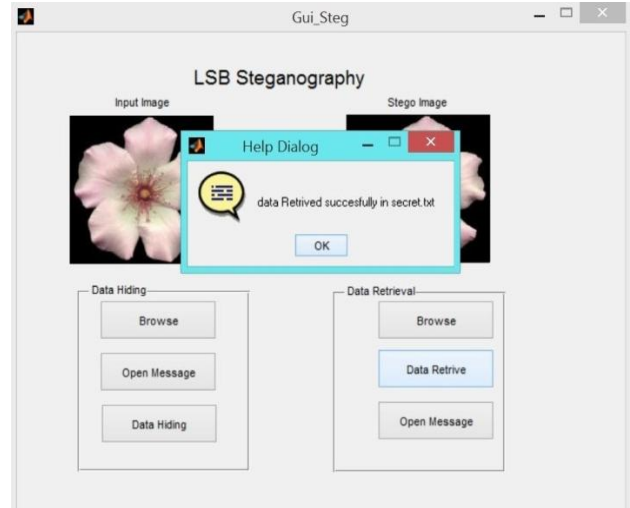 Gui_Steg
LSB Steganography
Input Image
Stego Image
Help Dialog
data Retrived succesfully in secret.txt
OK
Data Hiding
Browse
Open Message
Data Hiding
Data Retrieval
Browse
Data Retrive
Open Message